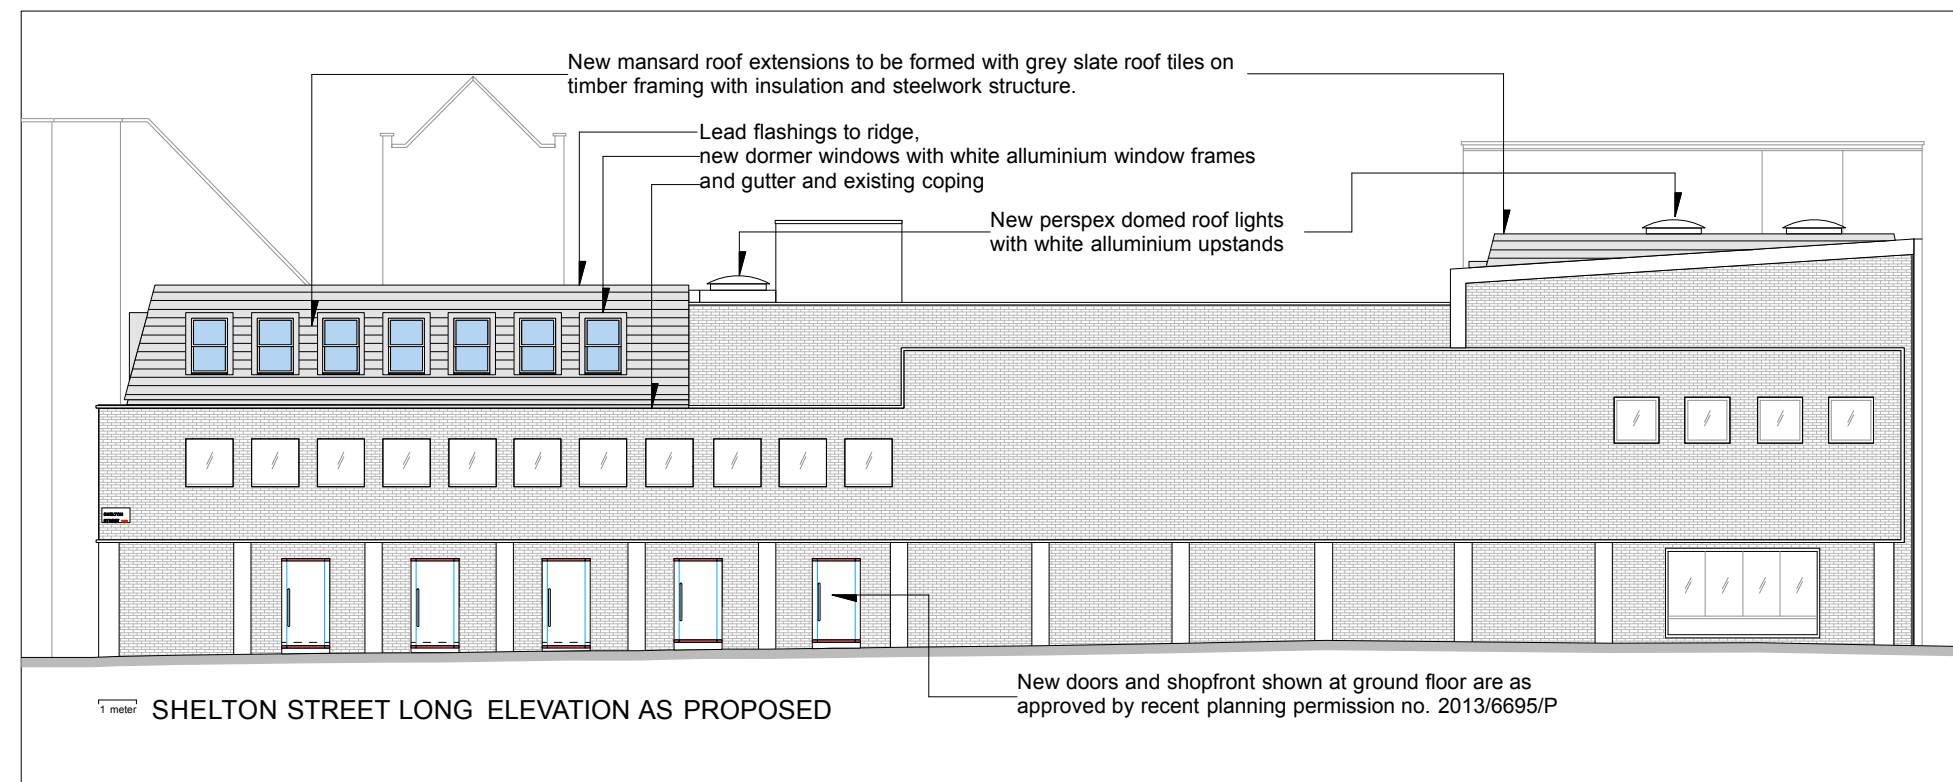 New mansard roof extensions to be formed with grey slate roof tiles on
timber framing with insulation and steelwork structure.
Lead flashings to ridge,
new dormer windows with white alluminium window frames
and gutter and existing coping
New perspex domed roof lights
with white alluminium upstands
SHELTON
STREET
New doors and shopfront shown at ground floor are as
approved by recent planning permission no. 2013/6695/P
1 meter
SHELTON STREET LONG ELEVATION AS PROPOSED